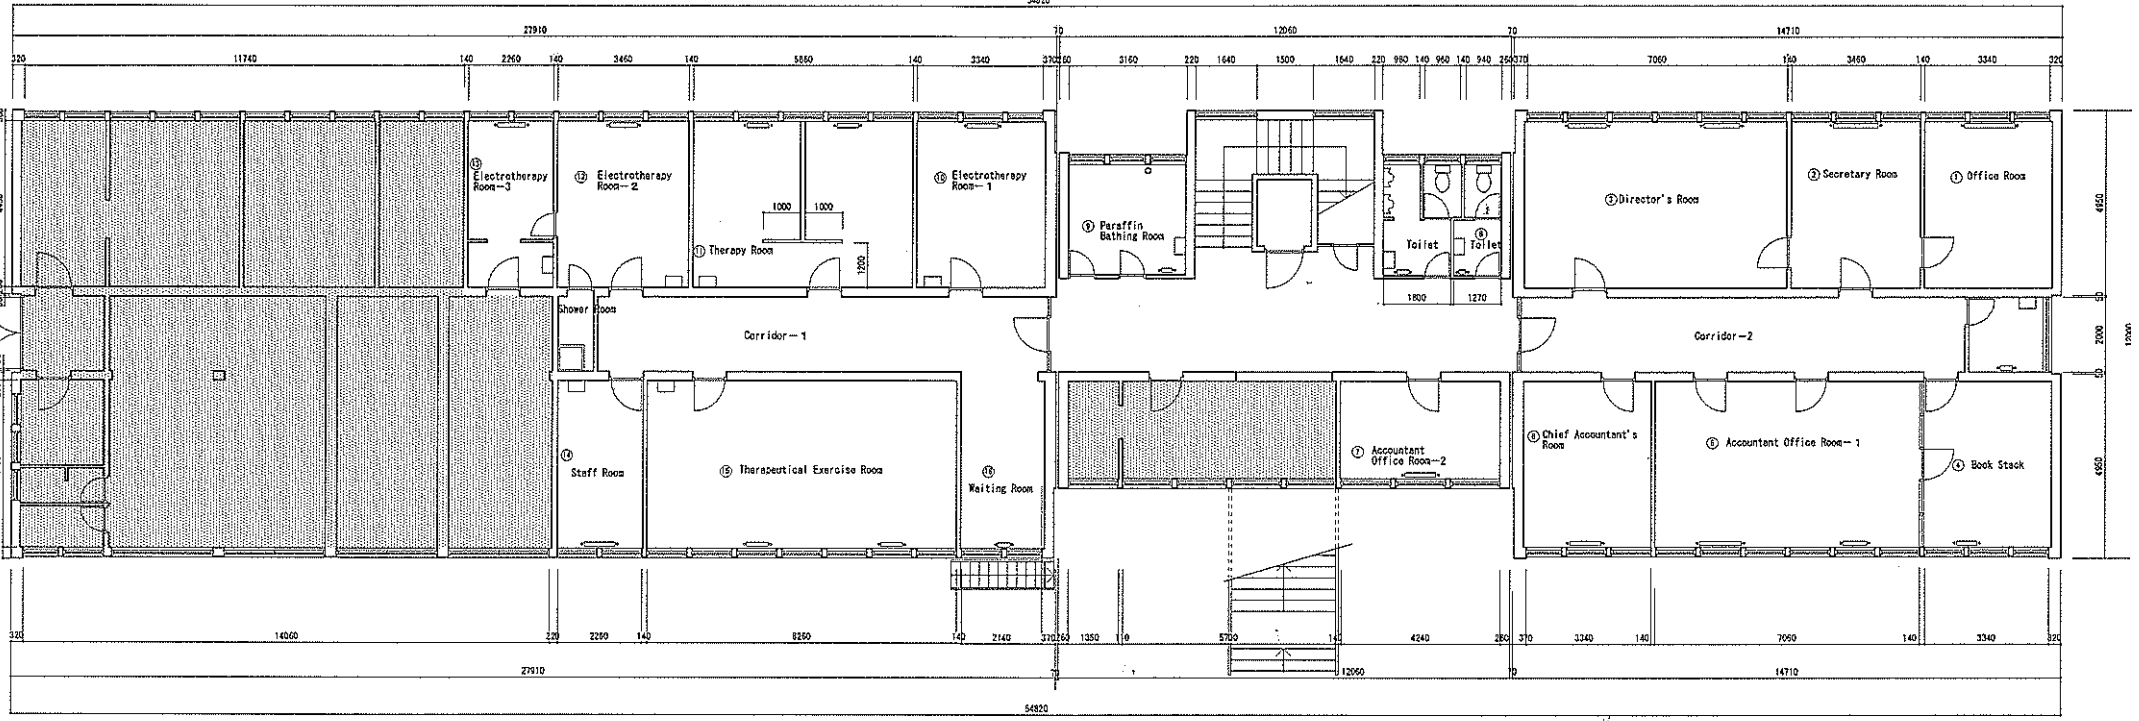 54820
27910 70 12060 70 14710
320 11740 140 2260 140 3460 140 5860 140 3340 370 260 3160 220 1640 1500 1640 220 980 140 960 140 940 260 370 7060 140 3460 140 3340 320
⑬
Electrotherapy
Room-3
⑫ Electrotherapy
Room-2
1000 1000
⑪ Therapy Room
1200
⑩ Electrotherapy
Room-1
⑨ Paraffin
Bathing Room
Toilet
⑧
Toilet
1800 1270
③ Director's Room
② Secretary Room
① Office Room
4950
Shower Room
Corridor-1
Corridor-2
50
2000
50
12000
⑭
Staff Room
⑮ Therapeutical Exercise Room
⑯
Waiting Room
⑦ Accountant
Office Room-2
⑥ Chief Accountant's
Room
⑤ Accountant Office Room-1
④ Book Stack
4950
320 14060 220 2260 140 8260 140 2140 370 260 1350 5700 4240 260 370 3340 140 7060 140 3340 320
27910 70 12060 70 14710
54820